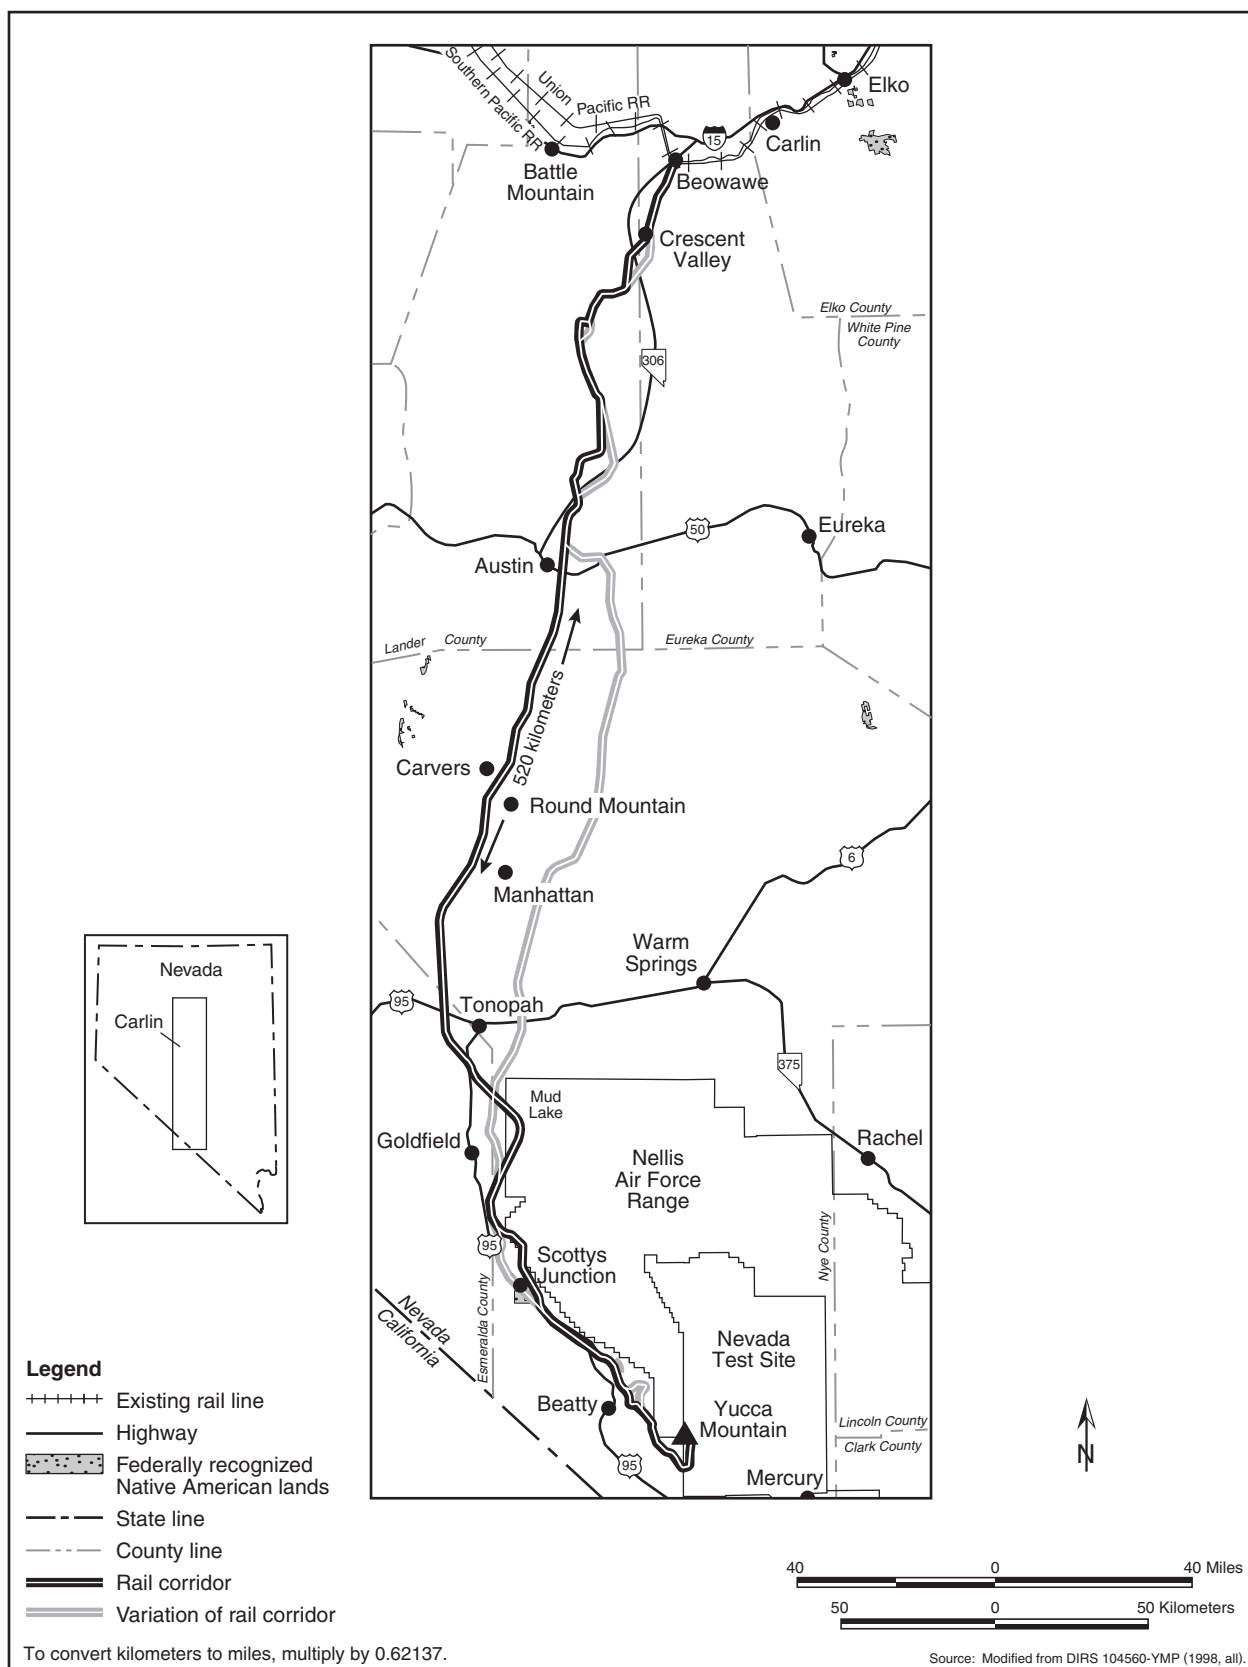 Southern Pacific RR
Union
Pacific RR
Elko
15
Carlin
Battle
Mountain
Beowawe
Crescent
Valley
Elko County
White Pine
County
306
50
Eureka
Austin
Lander County
Eureka County
520 kilometers
Carvers
Round Mountain
6
Manhattan
Warm
Springs
95
Tonopah
375
Mud
Lake
Goldfield
Rachel
Nellis
Air Force
Range
Nye County
95
Scottys
Junction
Nevada
California
Esmeralda County
Nevada
Test Site
Beatty
Yucca
Mountain
Lincoln County
Clark County
95
Mercury
Nevada
Carlin
Legend
Existing rail line
Highway
Federally recognized
Native American lands
State line
County line
Rail corridor
Variation of rail corridor
N
40 0 40 Miles
50 0 50 Kilometers
To convert kilometers to miles, multiply by 0.62137.
Source: Modified from DIRS 104560-YMP (1998, all).